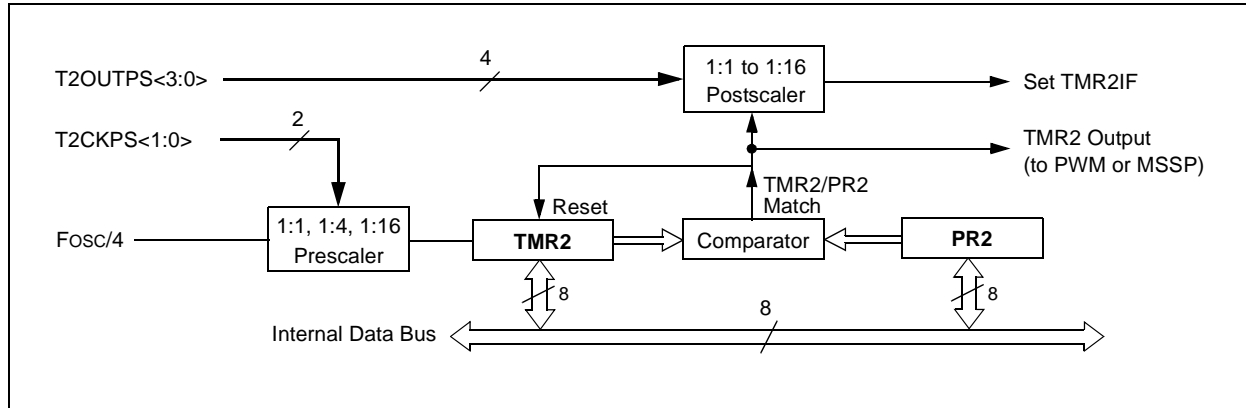 T2OUTPS<3:0>
4
1:1 to 1:16
Postscaler
Set TMR2IF
T2CKPS<1:0>
2
TMR2 Output
(to PWM or MSSP)
TMR2/PR2
Match
Reset
FOSC/4
1:1, 1:4, 1:16
Prescaler
TMR2
Comparator
PR2
8
8
8
Internal Data Bus